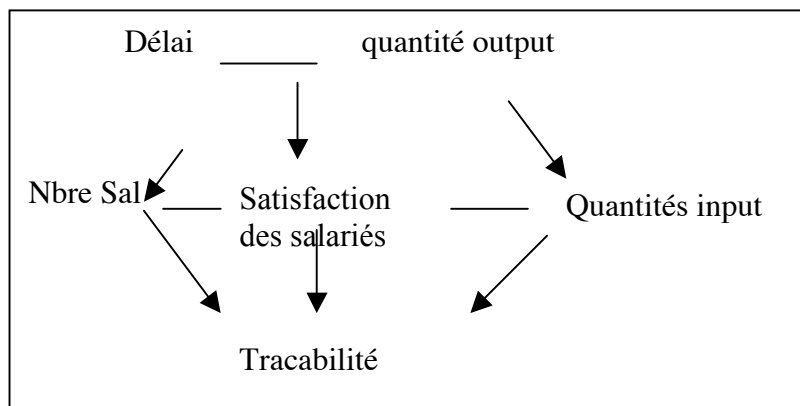 Délai quantité output
Nbre Sal Satisfaction Quantités input
des salariés
Tracabilité